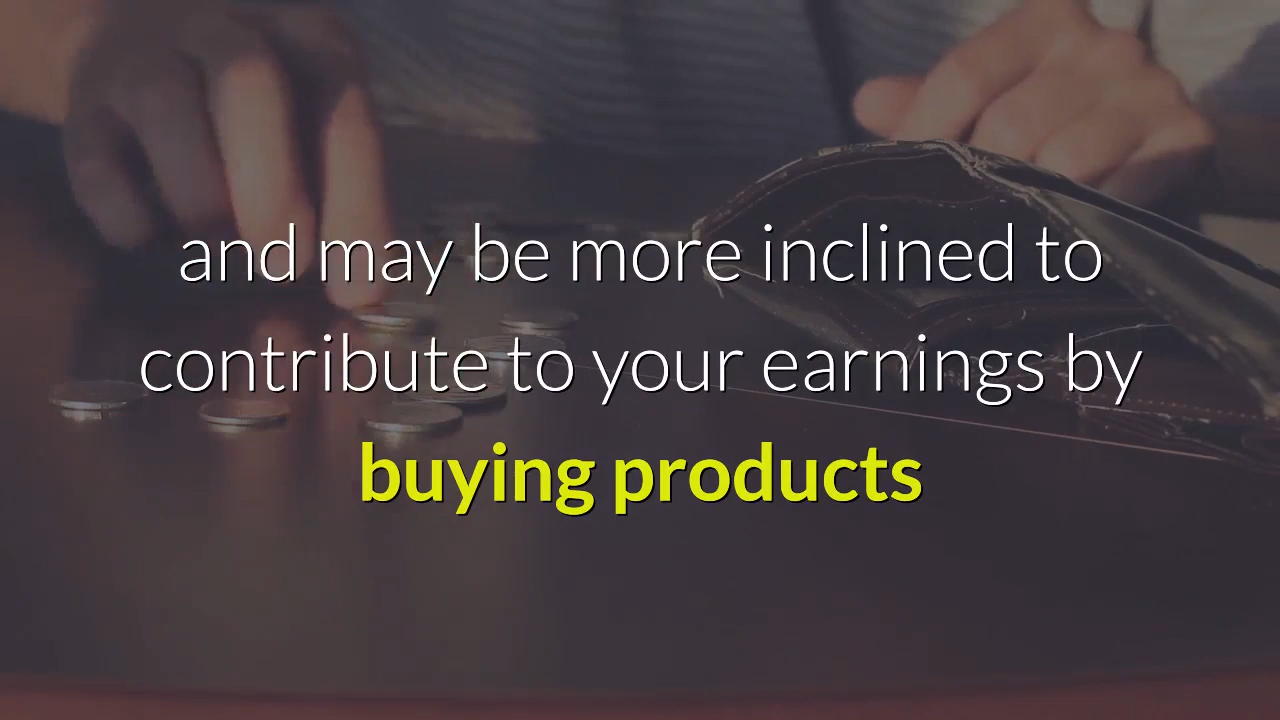 and may be more inclined to
contribute to your earnings by
buying products